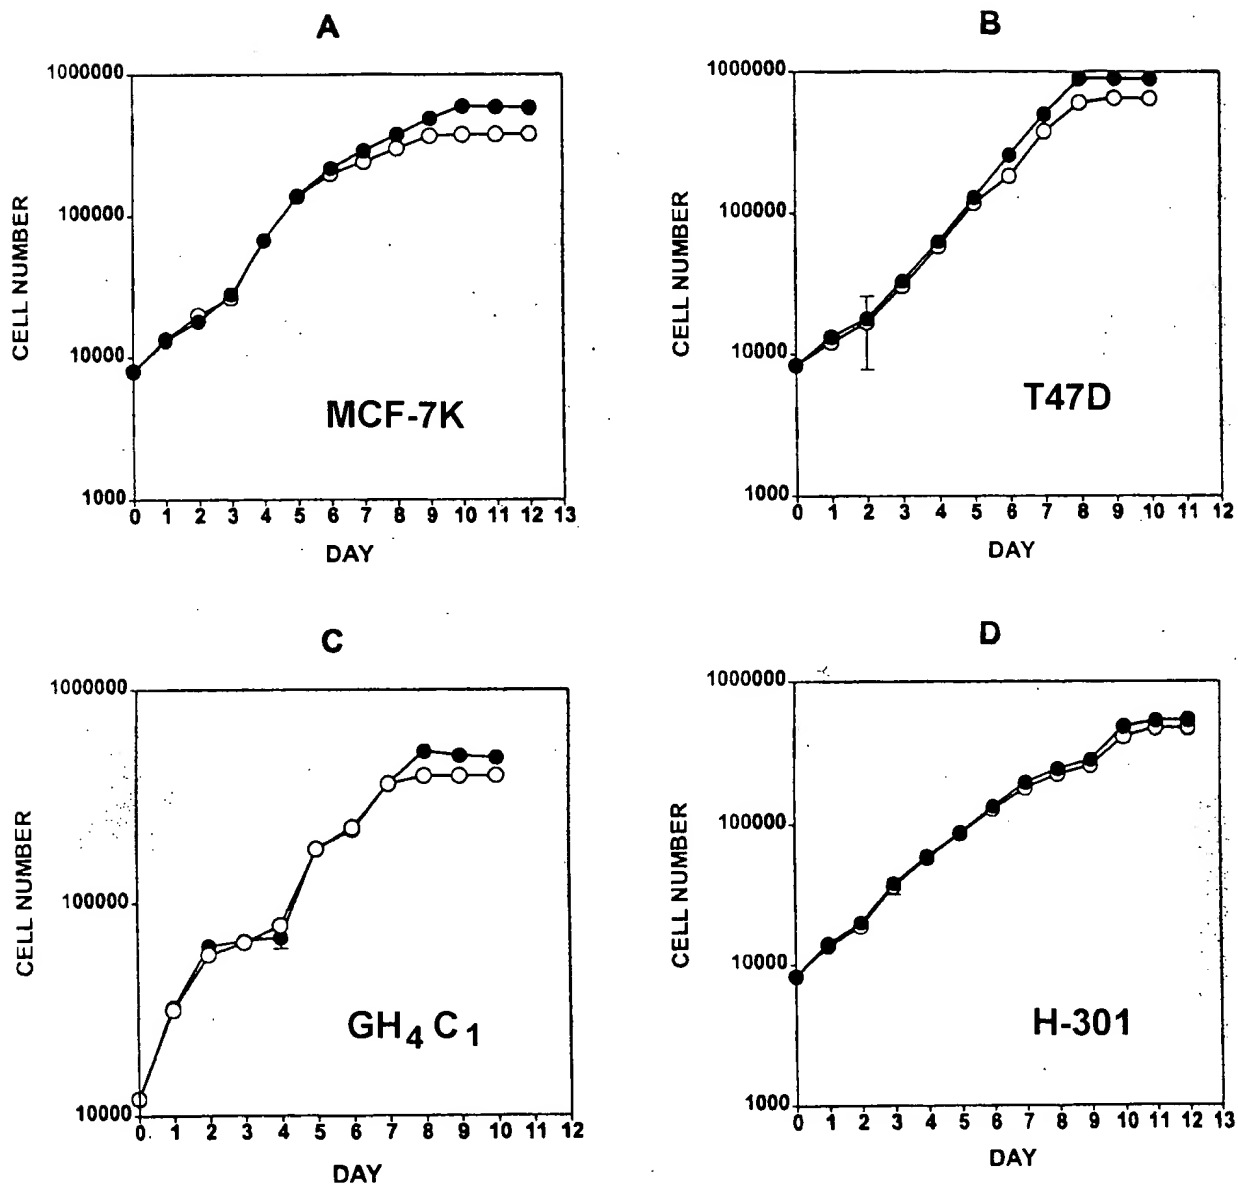 A
1000000
100000
10000
1000
CELL NUMBER
MCF-7K
0 1 2 3 4 5 6 7 8 9 10 11 12 13
DAY
B
1000000
100000
10000
1000
CELL NUMBER
T47D
0 1 2 3 4 5 6 7 8 9 10 11 12
DAY
C
1000000
100000
10000
CELL NUMBER
GH4 C1
0 1 2 3 4 5 6 7 8 9 10 11 12
DAY
D
1000000
100000
10000
1000
CELL NUMBER
H-301
0 1 2 3 4 5 6 7 8 9 10 11 12 13
DAY